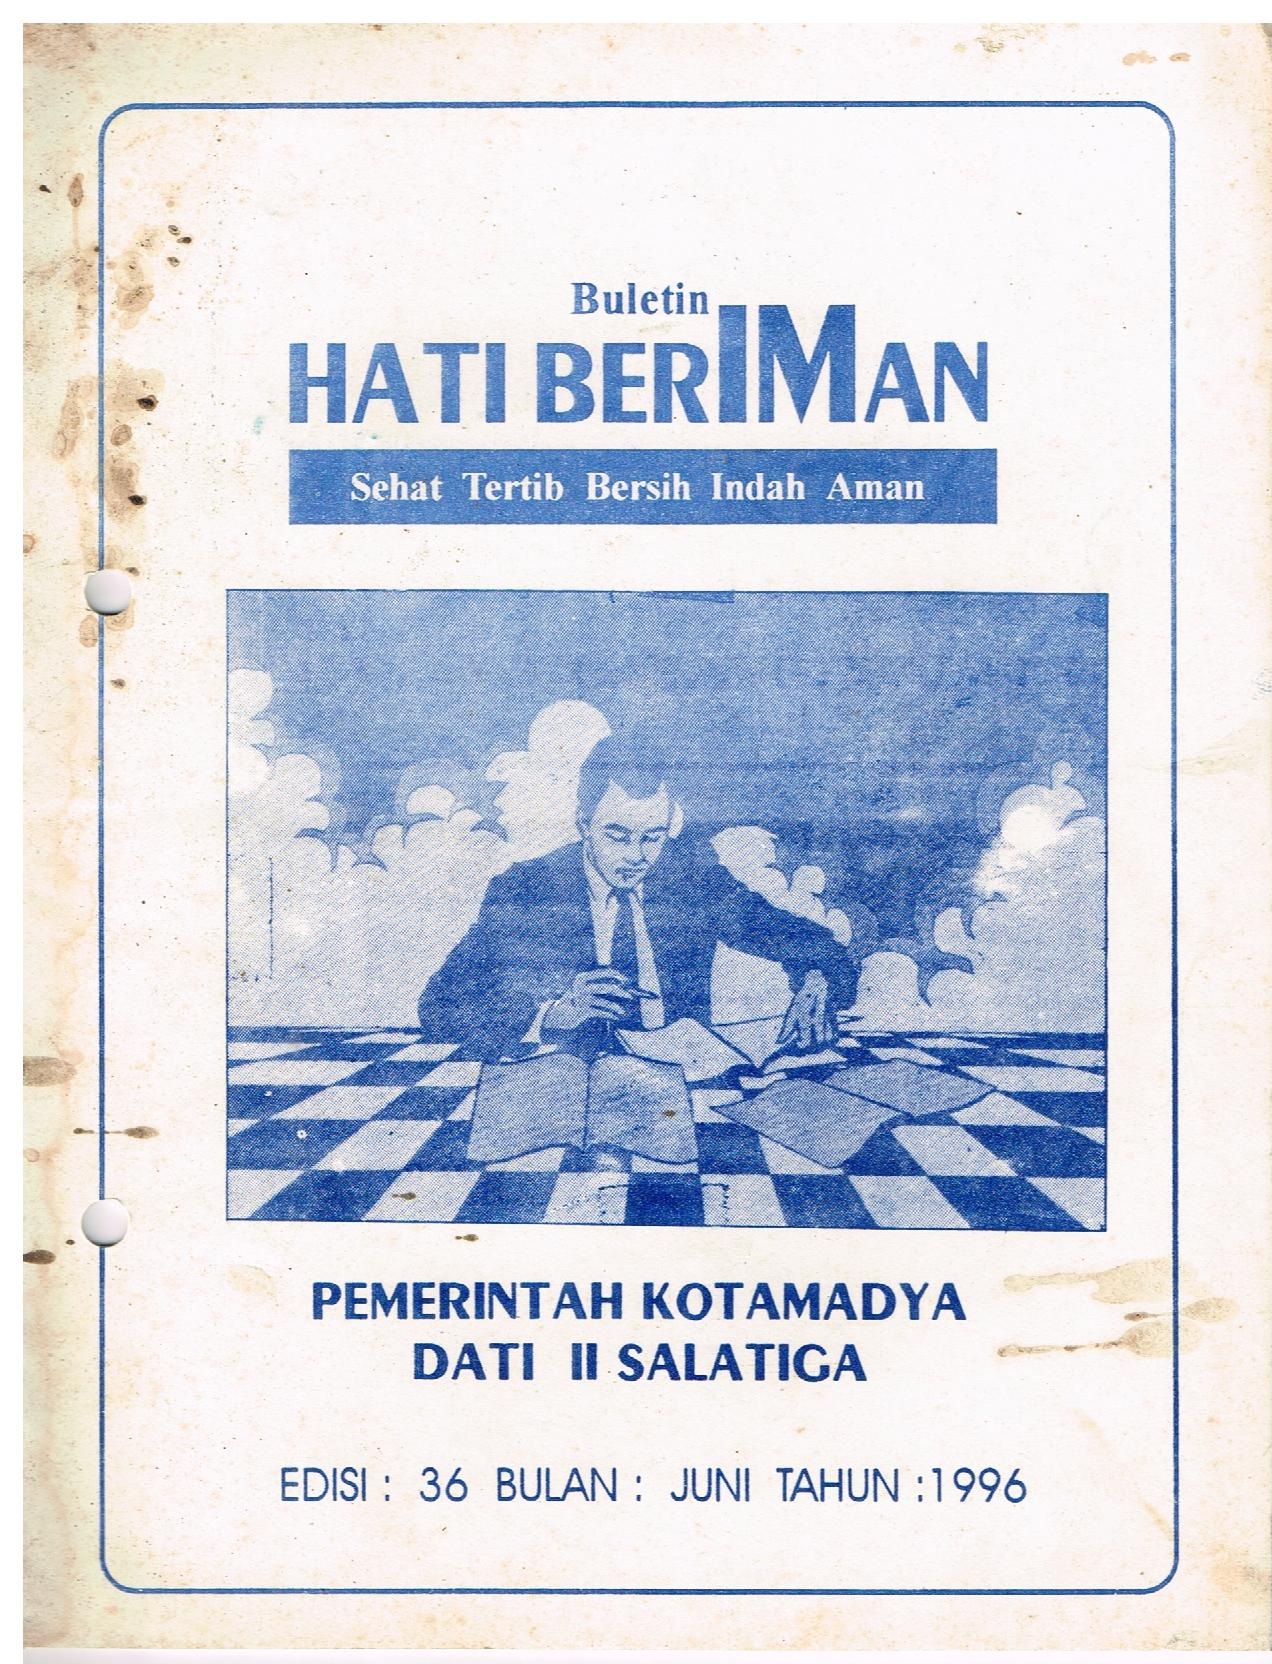 Buletin
HATI BERIMAN
Sehat Tertib Bersih Indah Aman
PEMERINTAH KOTAMADYA
DATI II SALATIGA
EDISI : 36 BULAN : JUNI TAHUN :1996